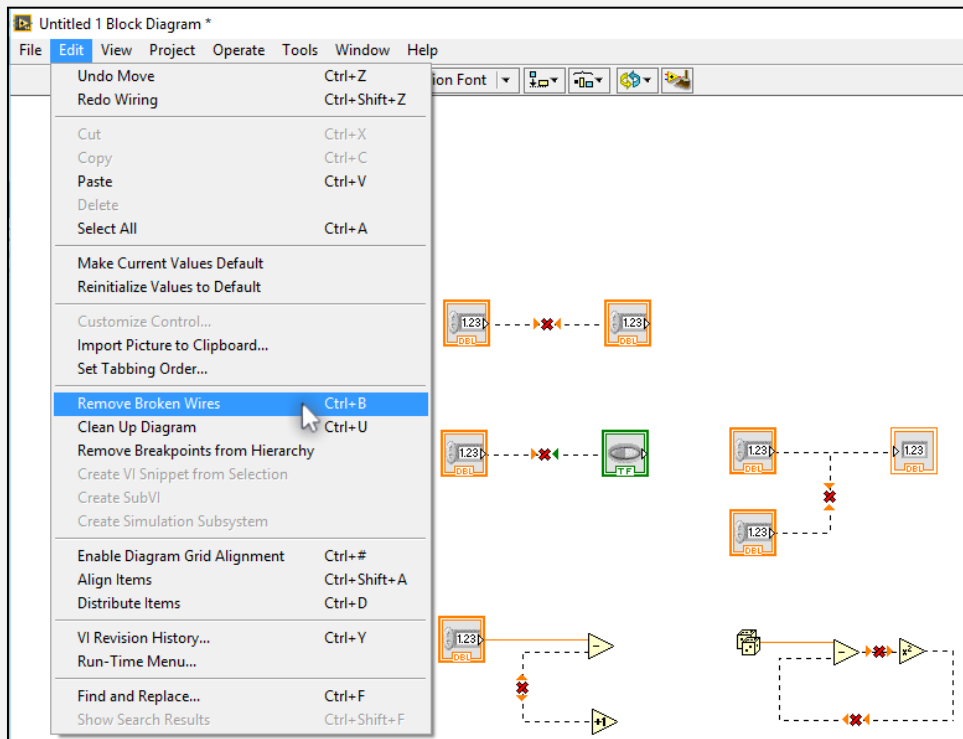 Untitled 1 Block Diagram *
File Edit View Project Operate Tools Window Help
ion Font
Undo Move Ctrl+Z
Redo Wiring Ctrl+Shift+Z
Cut Ctrl+X
Copy Ctrl+C
Paste Ctrl+V
Delete
Select All Ctrl+A
Make Current Values Default
Reinitialize Values to Default
Customize Control...
Import Picture to Clipboard...
Set Tabbing Order...
Remove Broken Wires Ctrl+B
Clean Up Diagram Ctrl+U
Remove Breakpoints from Hierarchy
Create VI Snippet from Selection
Create SubVI
Create Simulation Subsystem
Enable Diagram Grid Alignment Ctrl+#
Align Items Ctrl+Shift+A
Distribute Items Ctrl+D
VI Revision History... Ctrl+Y
Run-Time Menu...
Find and Replace... Ctrl+F
Show Search Results Ctrl+Shift+F
1.23 1.23
DBL DBL
1.23 1.23 1.23
DBL TF DBL DBL
1.23
DBL
1.23 - - x²
DBL
+1